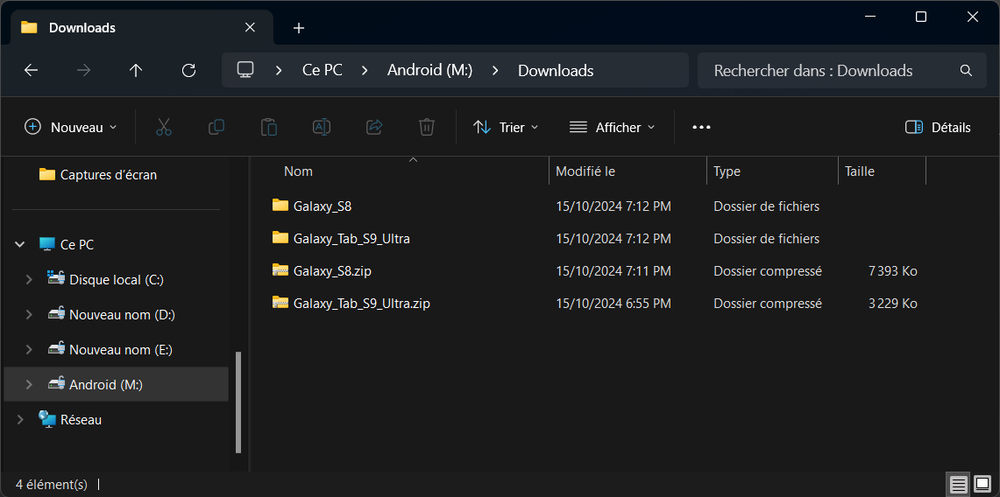 Downloads
Ce PC > Android (M:) > Downloads
Rechercher dans : Downloads
Nouveau
Trier
Afficher
Détails
Captures d’écran
Ce PC
Disque local (C:)
Nouveau nom (D:)
Nouveau nom (E:)
Android (M:)
Réseau
Nom Modifié le Type Taille
Galaxy_S8 15/10/2024 7:12 PM Dossier de fichiers
Galaxy_Tab_S9_Ultra 15/10/2024 7:12 PM Dossier de fichiers
Galaxy_S8.zip 15/10/2024 7:11 PM Dossier compressé 7 393 Ko
Galaxy_Tab_S9_Ultra.zip 15/10/2024 6:55 PM Dossier compressé 3 229 Ko
4 élément(s)